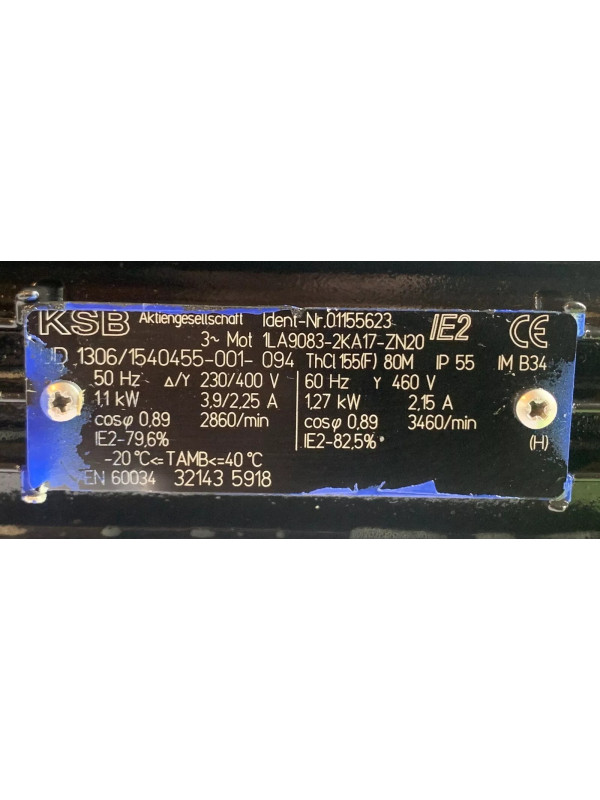 KSB Aktiengesellschaft Ident-Nr.01155623 IE2 CE
3~ Mot 1LA9083-2KA17-ZN20
D 1306/1540455-001- 094 ThCl 155(F) 80M IP 55 IM B34
50 Hz △/Y 230/400 V 60 Hz Y 460 V
1,1 kW 3,9/2,25 A 1,27 kW 2,15 A
cosφ 0,89 2860/min cosφ 0,89 3460/min
IE2-79,6% IE2-82,5% (H)
-20 °C<=TAMB<=40 °C
EN 60034 32143 5918